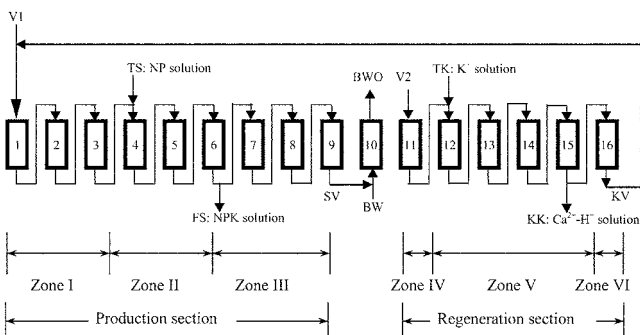 V1
TS: NP solution
BWO
V2
TK: K⁻ solution
1 2 3 4 5 6 7 8 9 10 11 12 13 14 15 16
SV
KV
FS: NPK solution
BW
KK: Ca²⁻-H⁻ solution
Zone I
Zone II
Zone III
Zone IV
Zone V
Zone VI
Production section
Regeneration section